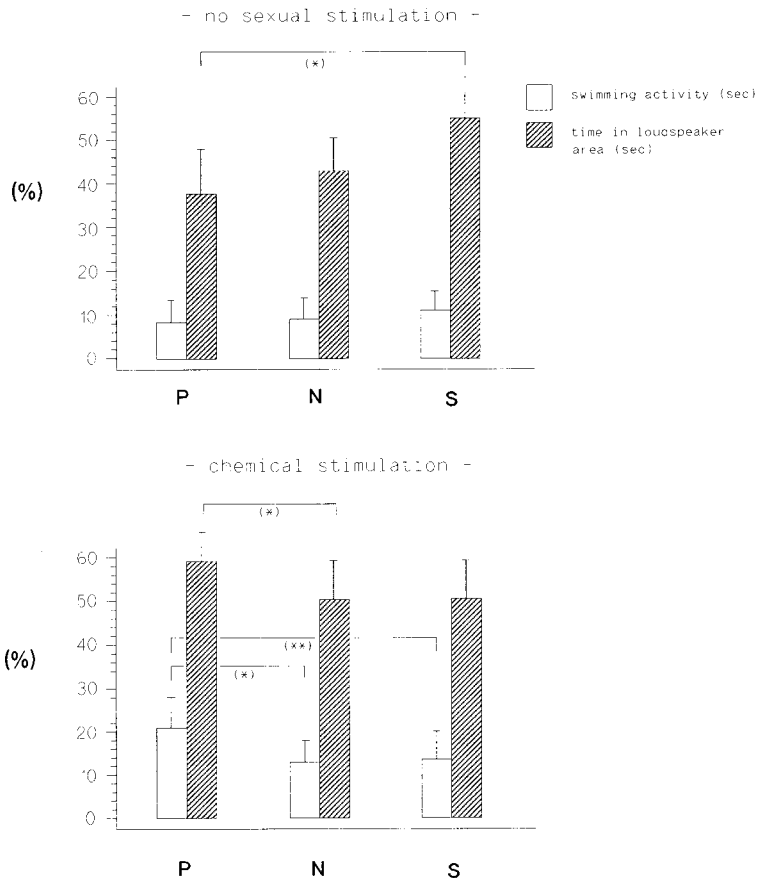 - no sexual stimulation -
(*)
swimming activity (sec)
time in loudspeaker
area (sec)
60
50
40
30
20
10
0
(%)
P N S
- chemical stimulation -
(*)
60
50
40
30
20
10
0
(%)
(**)
(*)
P N S